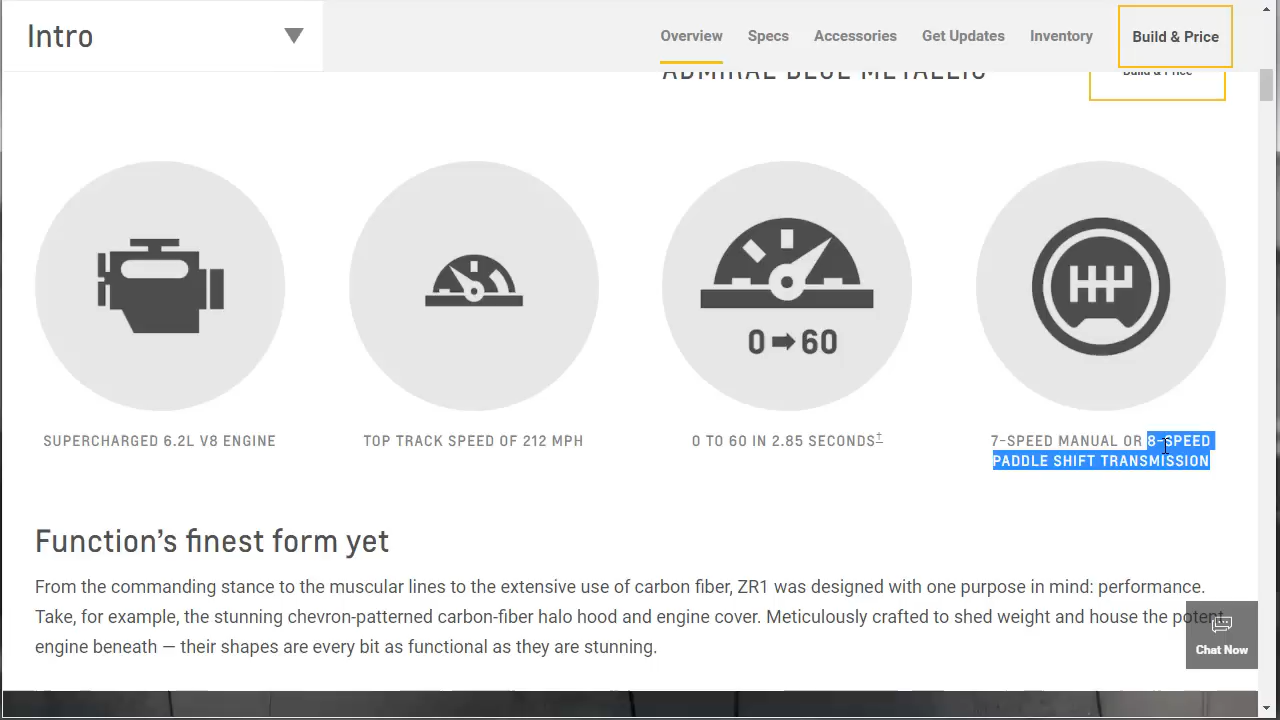 Intro
Overview
Specs
Accessories
Get Updates
Inventory
Build & Price
ADMIRAL BLUE METALLIC
Build & Price
0 60
SUPERCHARGED 6.2L V8 ENGINE
TOP TRACK SPEED OF 212 MPH
0 TO 60 IN 2.85 SECONDS†
7-SPEED MANUAL OR 8-SPEED
PADDLE SHIFT TRANSMISSION
Function’s finest form yet
From the commanding stance to the muscular lines to the extensive use of carbon fiber, ZR1 was designed with one purpose in mind: performance.
Take, for example, the stunning chevron-patterned carbon-fiber halo hood and engine cover. Meticulously crafted to shed weight and house the potent
engine beneath — their shapes are every bit as functional as they are stunning.
Chat Now